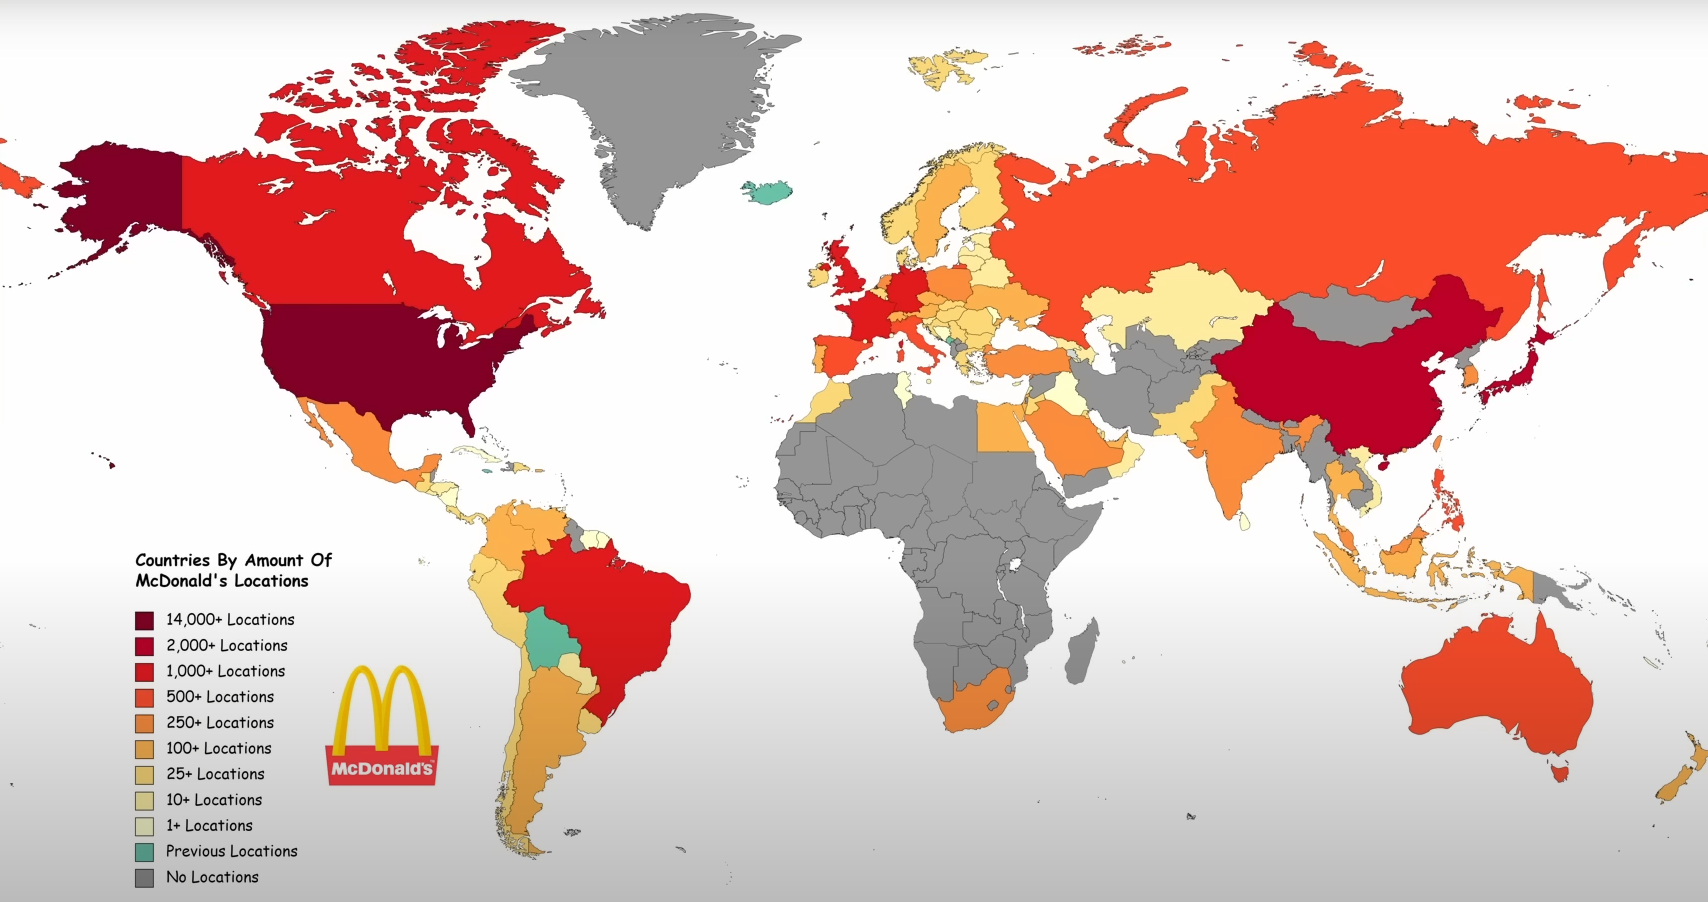 Countries By Amount Of
McDonald's Locations
14,000+ Locations
2,000+ Locations
1,000+ Locations
500+ Locations
250+ Locations
100+ Locations
25+ Locations
10+ Locations
1+ Locations
Previous Locations
No Locations
McDonald's